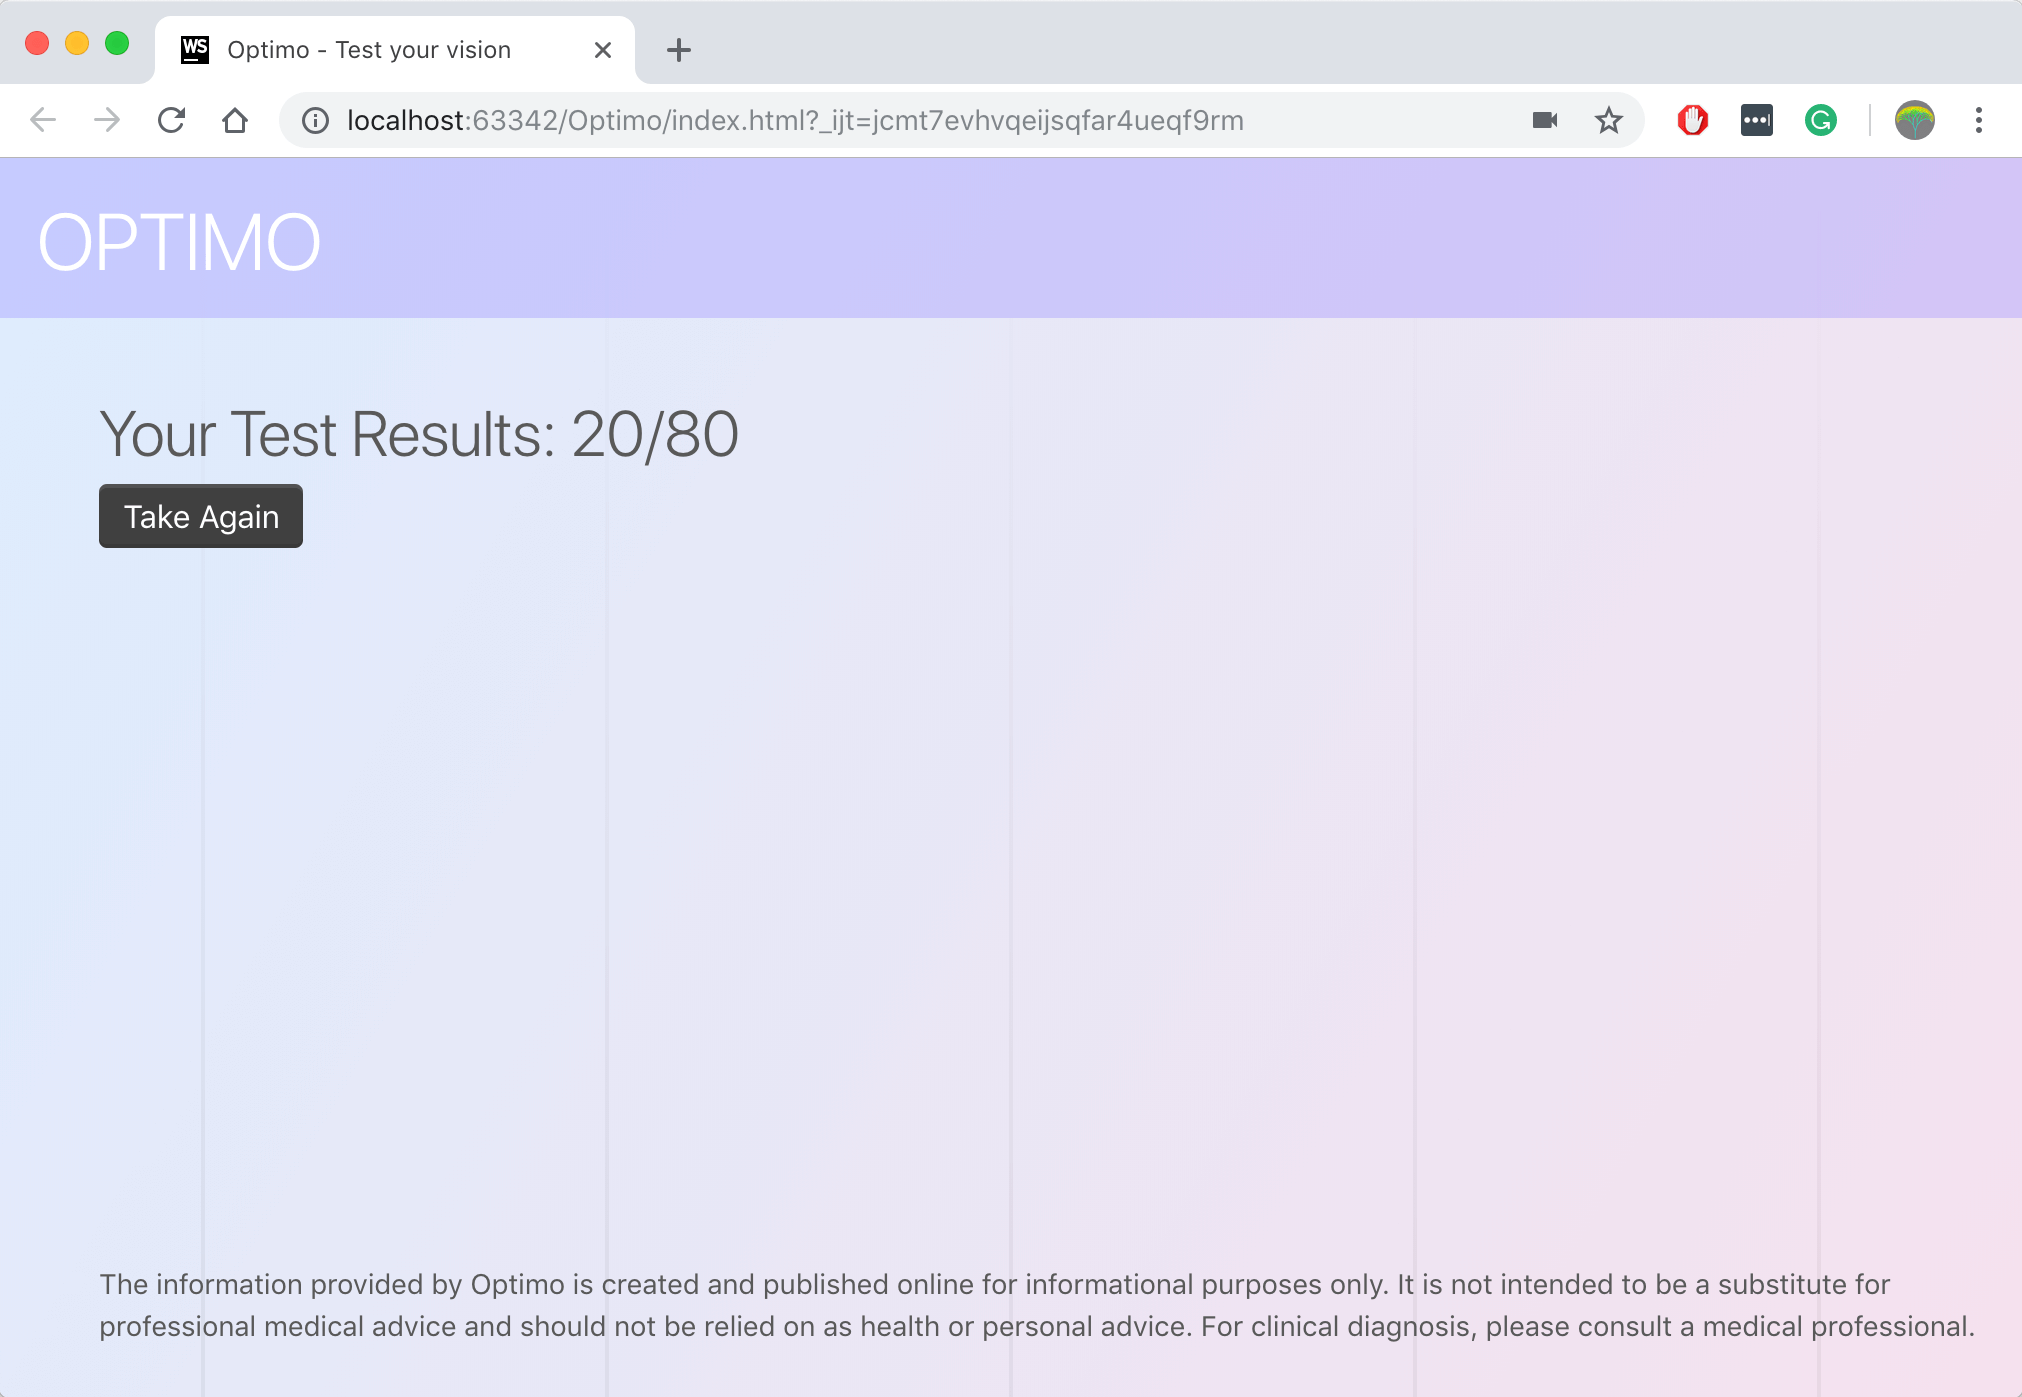 WS
Optimo - Test your vision
localhost:63342/Optimo/index.html?_ijt=jcmt7evhvqeijsqfar4ueqf9rm
OPTIMO
Your Test Results: 20/80
Take Again
The information provided by Optimo is created and published online for informational purposes only. It is not intended to be a substitute for
professional medical advice and should not be relied on as health or personal advice. For clinical diagnosis, please consult a medical professional.